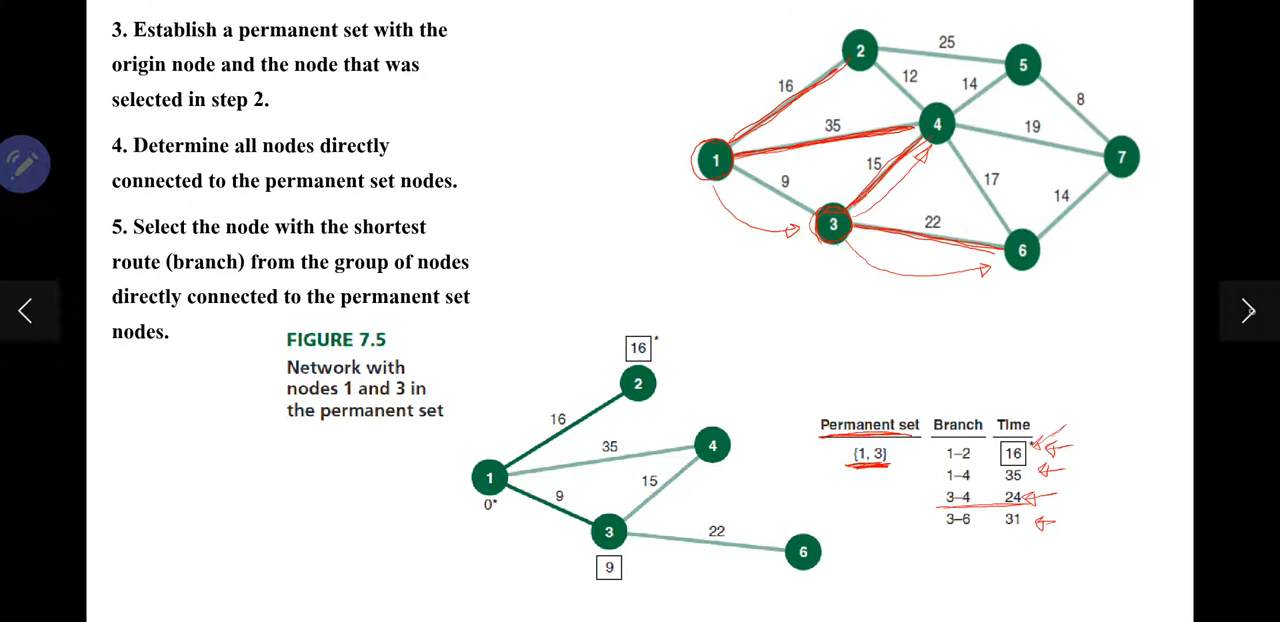 3. Establish a permanent set with the
origin node and the node that was
selected in step 2.
4. Determine all nodes directly
connected to the permanent set nodes.
5. Select the node with the shortest
route (branch) from the group of nodes
directly connected to the permanent set
nodes.
2
25
5
16
12
14
8
35
4
19
1
7
15
9
17
14
3
22
6
FIGURE 7.5
Network with
nodes 1 and 3 in
the permanent set
16*
2
16
35
4
15
1
0*
9
3
22
6
9
Permanent set Branch Time
{1, 3} 1–2 16*
1–4 35
3–4 24
3–6 31